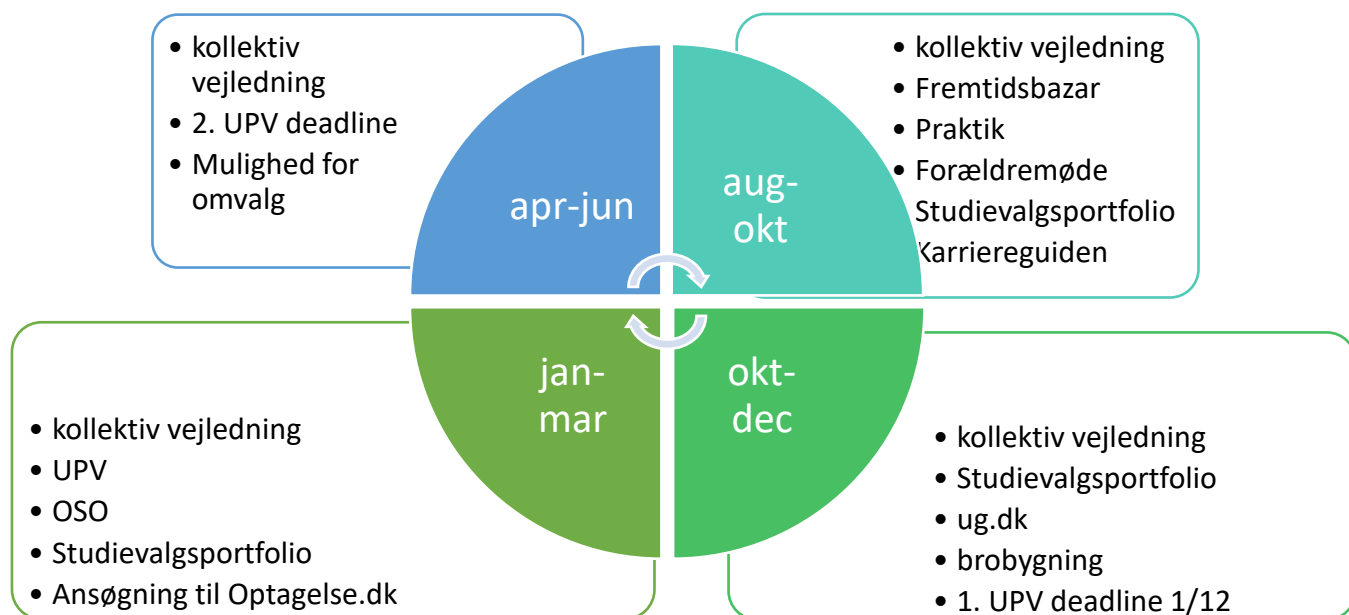 • kollektiv
vejledning
• 2. UPV deadline
• Mulighed for
omvalg
apr-jun
• kollektiv vejledning
• Fremtidsbazar
• Praktik
• Forældremøde
Studievalgsportfolio
Karriereguiden
aug-
okt
jan-
mar
• kollektiv vejledning
• UPV
• OSO
• Studievalgsportfolio
• Ansøgning til Optagelse.dk
okt-
dec
• kollektiv vejledning
• Studievalgsportfolio
• ug.dk
• brobygning
• 1. UPV deadline 1/12